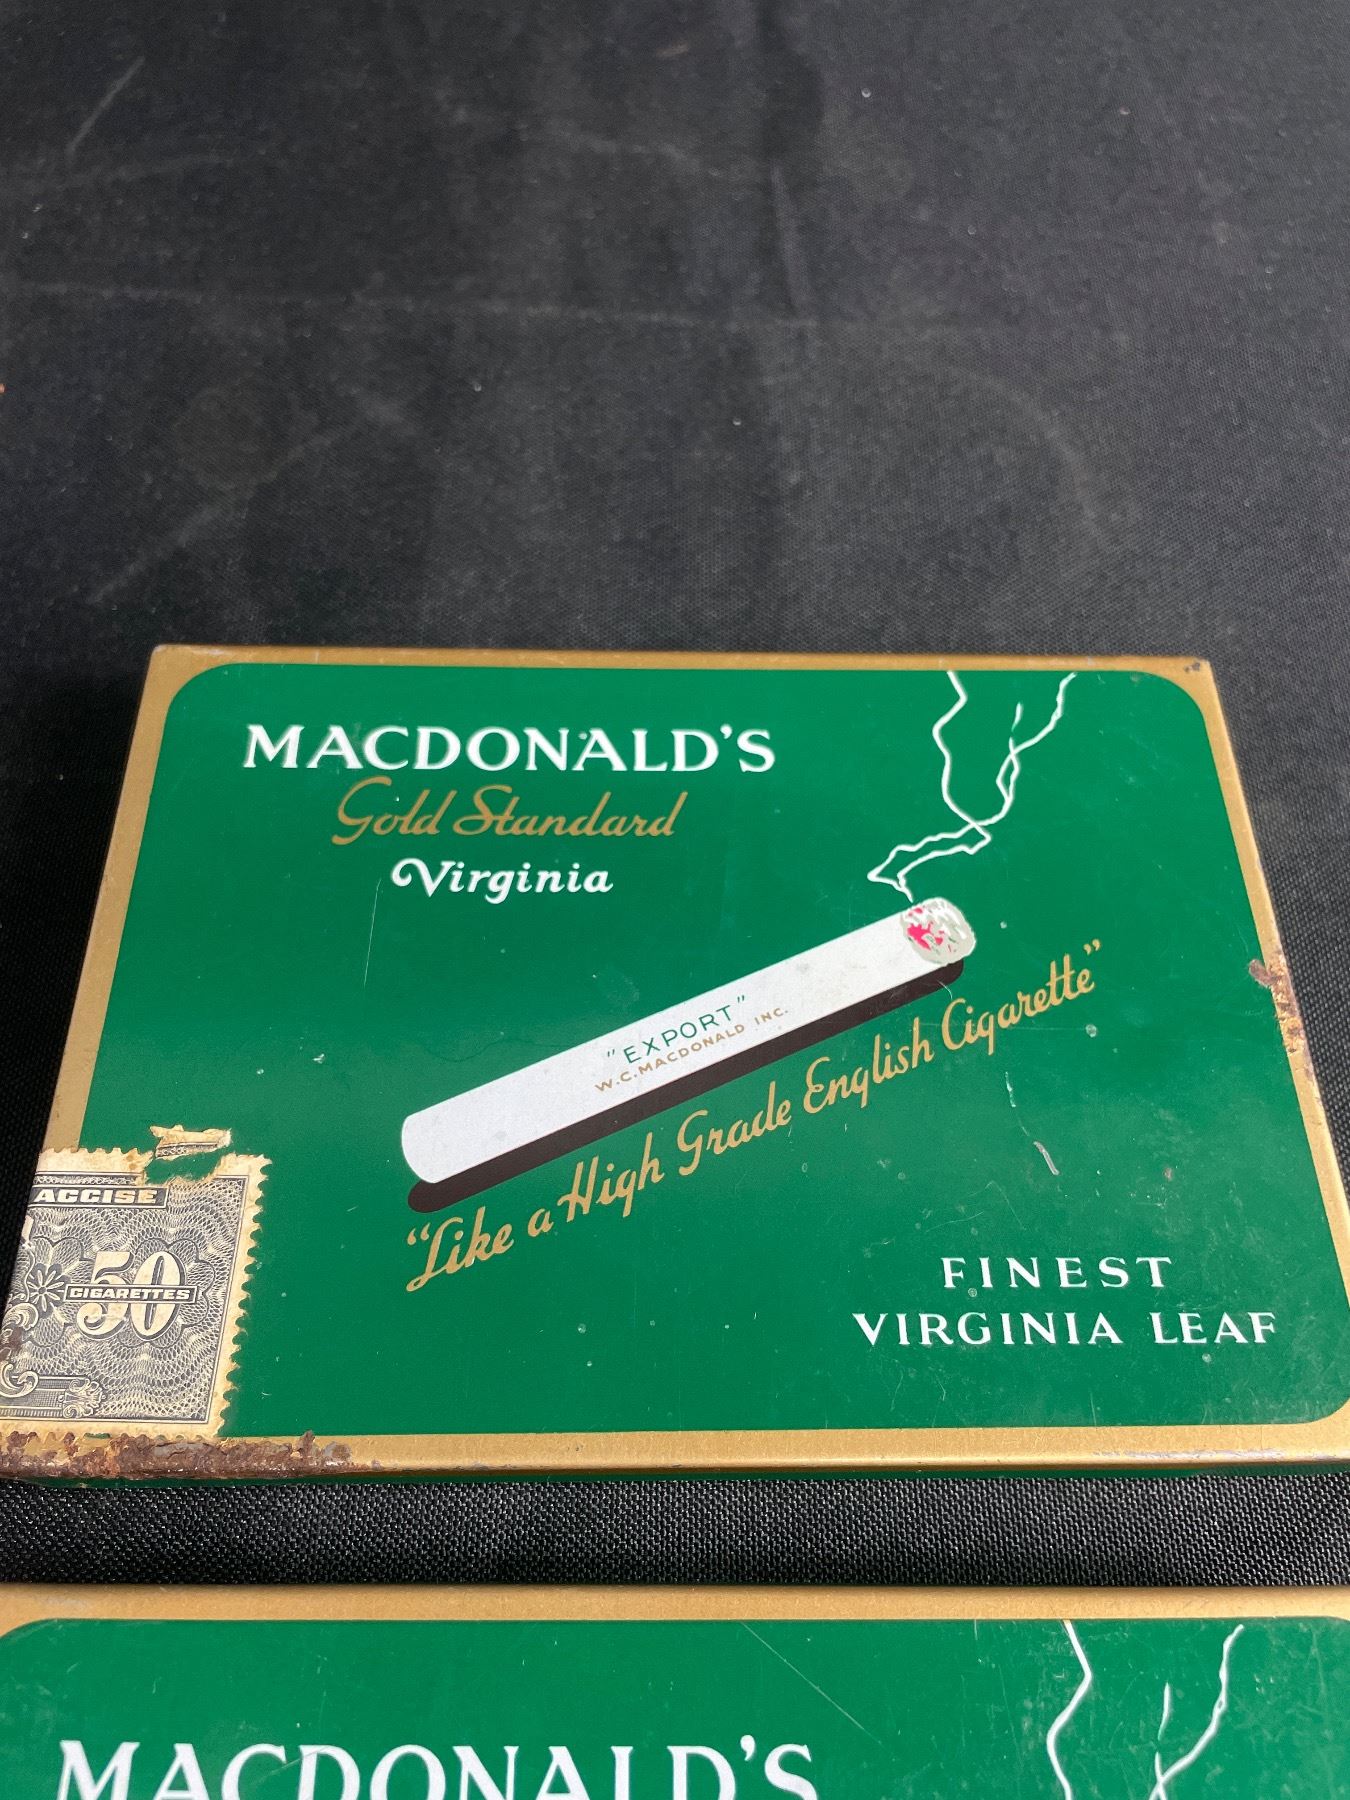 MACDONALD'S
Gold Standard
Virginia
"EXPORT"
W.C. MACDONALD INC.
"Like a High Grade English Cigarette"
ACCISE
50
CIGARETTES
FINEST
VIRGINIA LEAF
MACDONALD'S